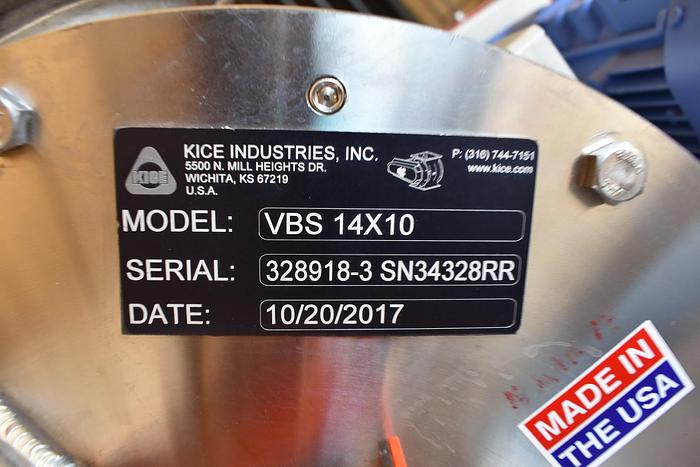 KICE
KICE INDUSTRIES, INC.
5500 N. MILL HEIGHTS DR.
WICHITA, KS 67219
U.S.A.
P: (316) 744-7151
www.kice.com
MODEL: VBS 14X10
SERIAL: 328918-3 SN34328RR
DATE: 10/20/2017
MADE IN
THE USA